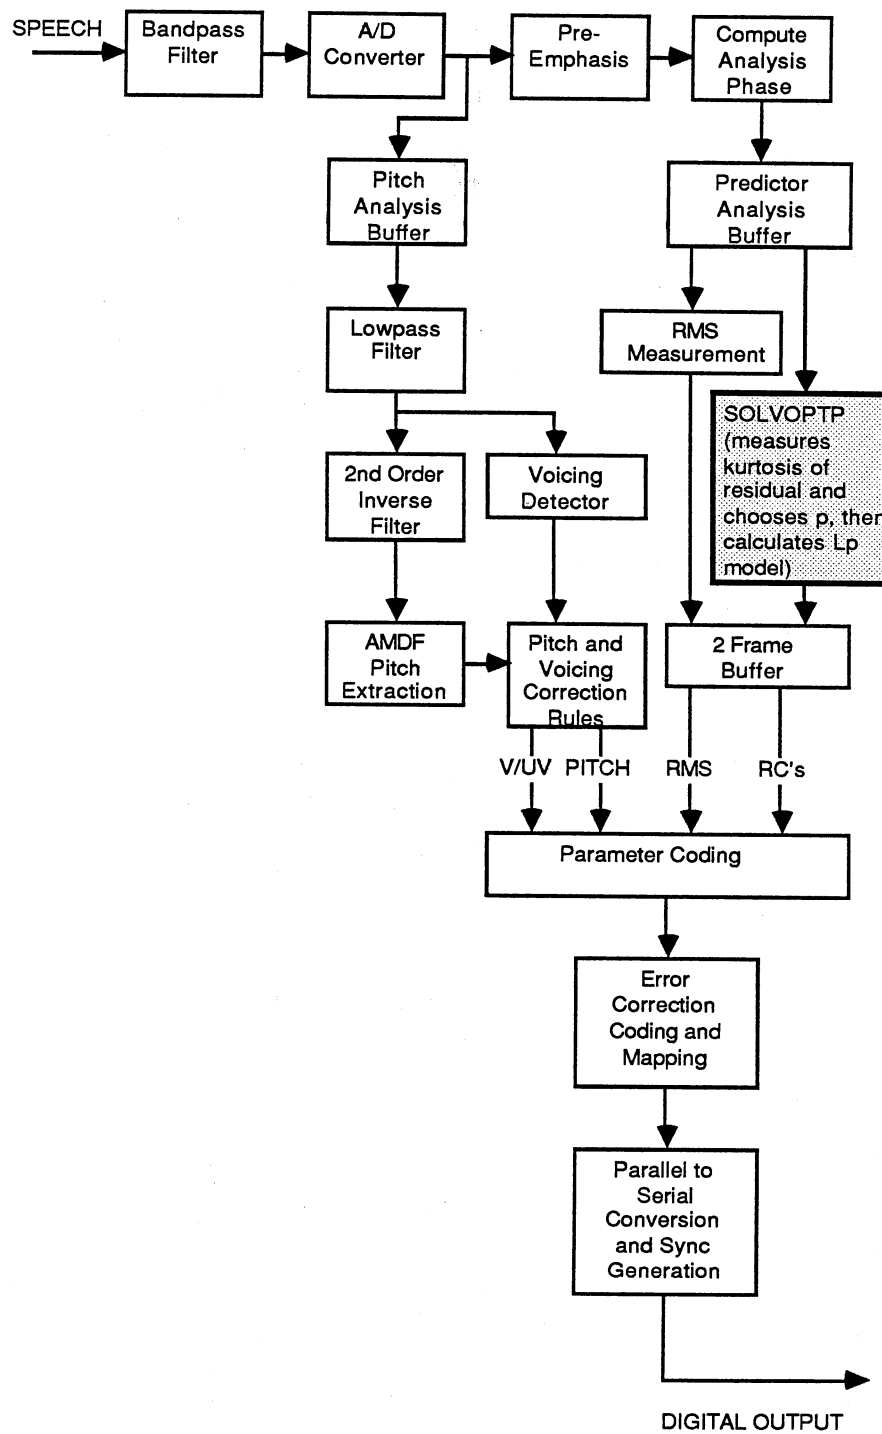 SPEECH
Bandpass
Filter
A/D
Converter
Pre-
Emphasis
Compute
Analysis
Phase
Pitch
Analysis
Buffer
Predictor
Analysis
Buffer
Lowpass
Filter
RMS
Measurement
SOLVOPTP
(measures
kurtosis of
residual and
chooses p, then
calculates Lp
model)
2nd Order
Inverse
Filter
Voicing
Detector
AMDF
Pitch
Extraction
Pitch and
Voicing
Correction
Rules
2 Frame
Buffer
V/UV PITCH RMS RC's
Parameter Coding
Error
Correction
Coding and
Mapping
Parallel to
Serial
Conversion
and Sync
Generation
DIGITAL OUTPUT